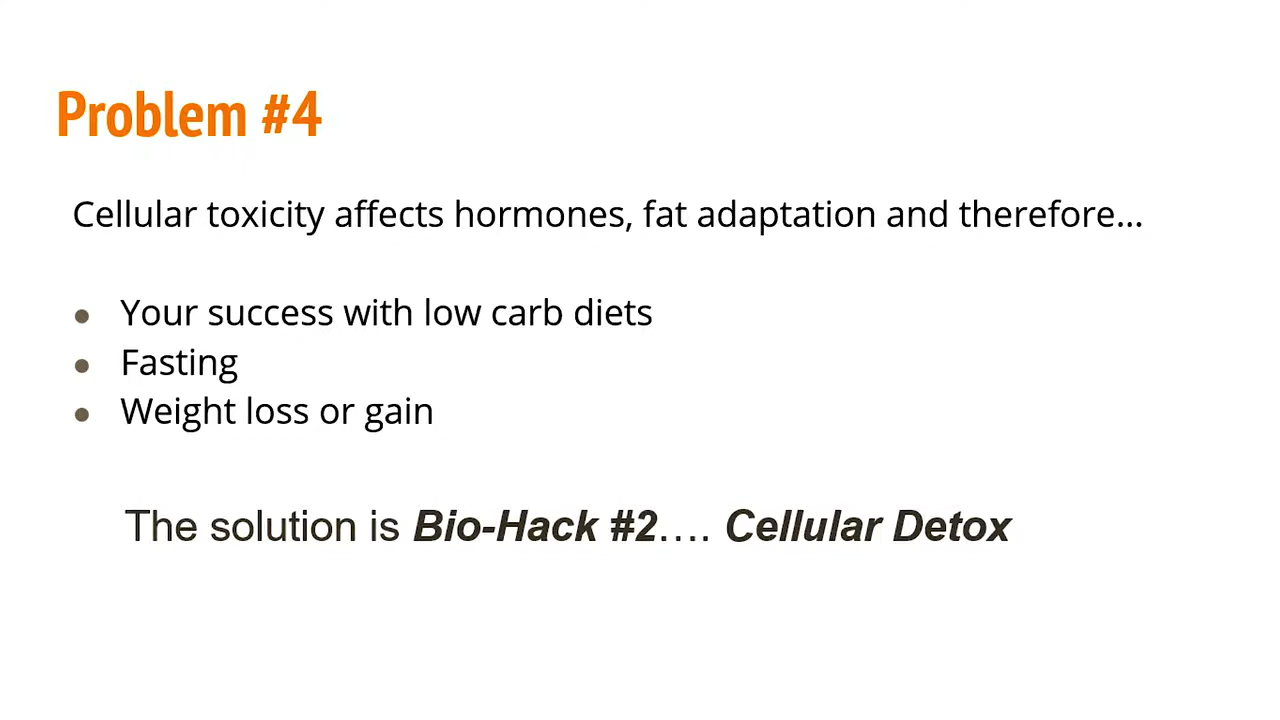 Problem #4
Cellular toxicity affects hormones, fat adaptation and therefore...
● Your success with low carb diets
● Fasting
● Weight loss or gain
The solution is Bio-Hack #2.... Cellular Detox